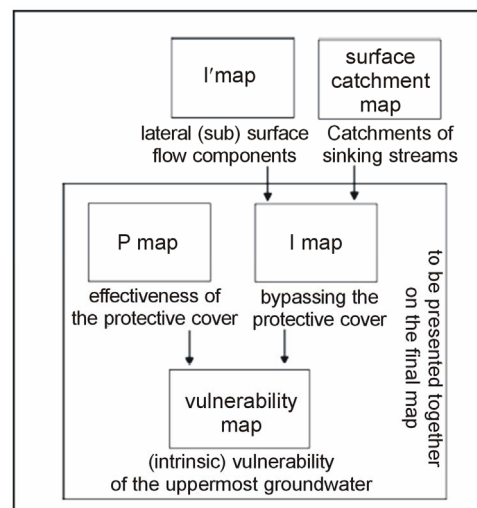 I′map
surface
catchment
map
lateral (sub) surface
flow components
Catchments of
sinking streams
P map
I map
effectiveness of
the protective cover
bypassing the
protective cover
to be presented together
on the final map
vulnerability
map
(intrinsic) vulnerability
of the uppermost groundwater